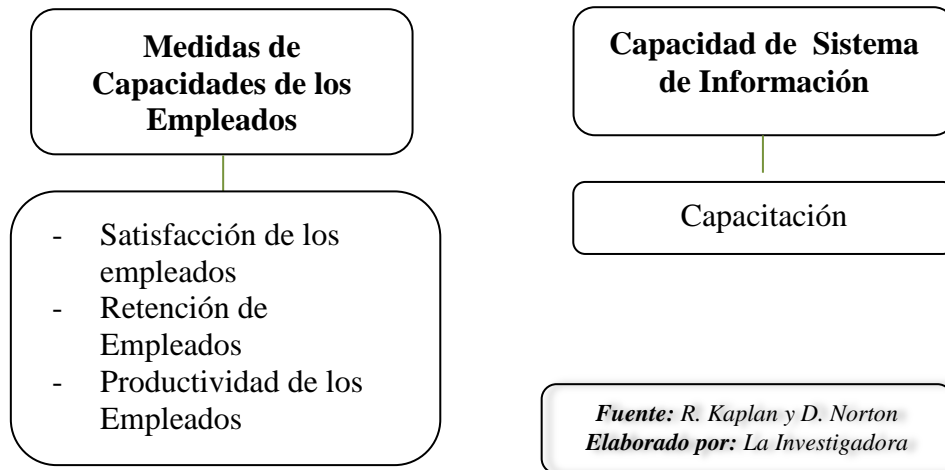 Medidas de
Capacidades de los
Empleados
- Satisfacción de los
empleados
- Retención de
Empleados
- Productividad de los
Empleados
Capacidad de Sistema
de Información
Capacitación
Fuente: R. Kaplan y D. Norton
Elaborado por: La Investigadora